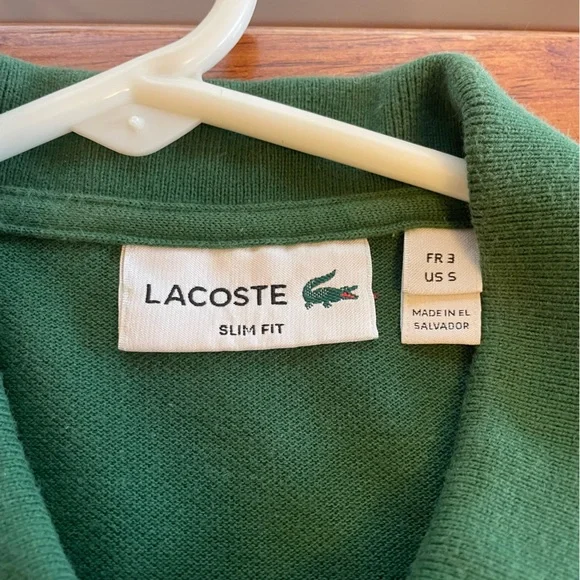 LACOSTE
SLIM FIT
FR 3
US S
MADE IN EL
SALVADOR